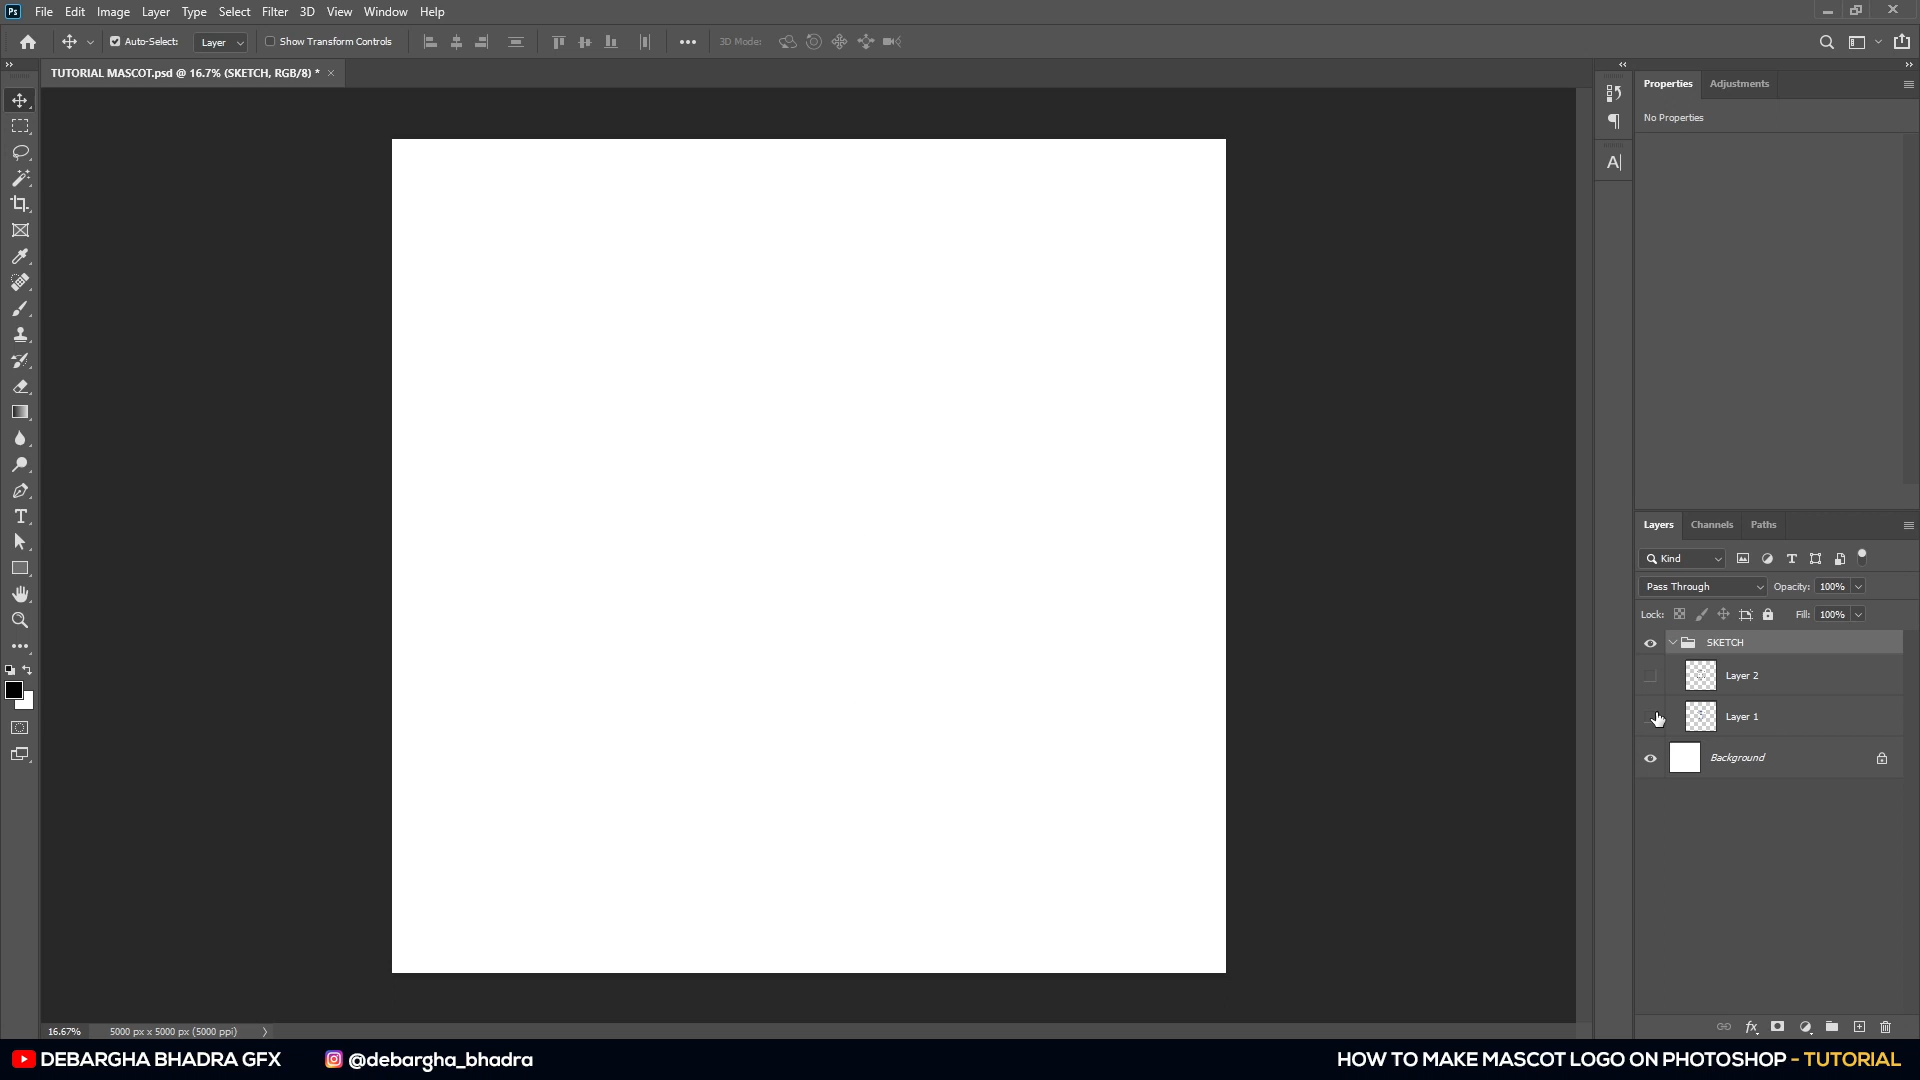 Ps File Edit Image Layer Type Select Filter 3D View Window Help
Auto-Select: Layer Show Transform Controls 3D Mode:
TUTORIAL MASCOT.psd @ 16.7% (SKETCH, RGB/8) *
Properties Adjustments
No Properties
Layers Channels Paths
Kind
Pass Through Opacity: 100%
Lock: Fill: 100%
SKETCH
Layer 2
Layer 1
Background
16.67% 5000 px x 5000 px (5000 ppi)
DEBARGHA BHADRA GFX @debargha_bhadra HOW TO MAKE MASCOT LOGO ON PHOTOSHOP - TUTORIAL